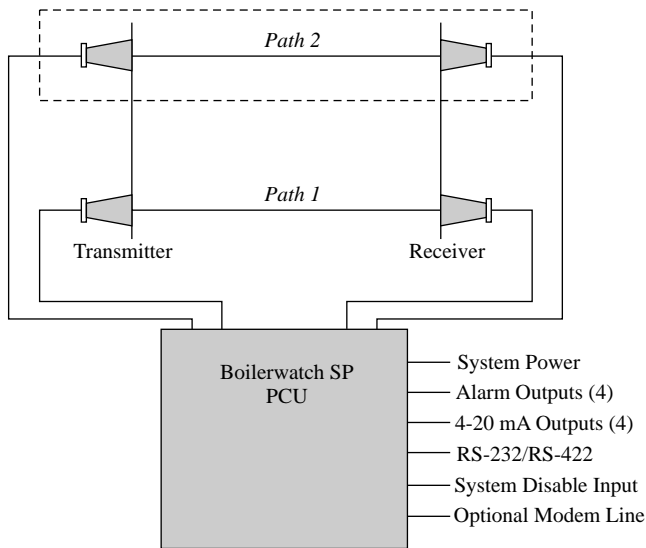 Path 2
Path 1
Transmitter
Receiver
Boilerwatch SP
PCU
System Power
Alarm Outputs (4)
4-20 mA Outputs (4)
RS-232/RS-422
System Disable Input
Optional Modem Line